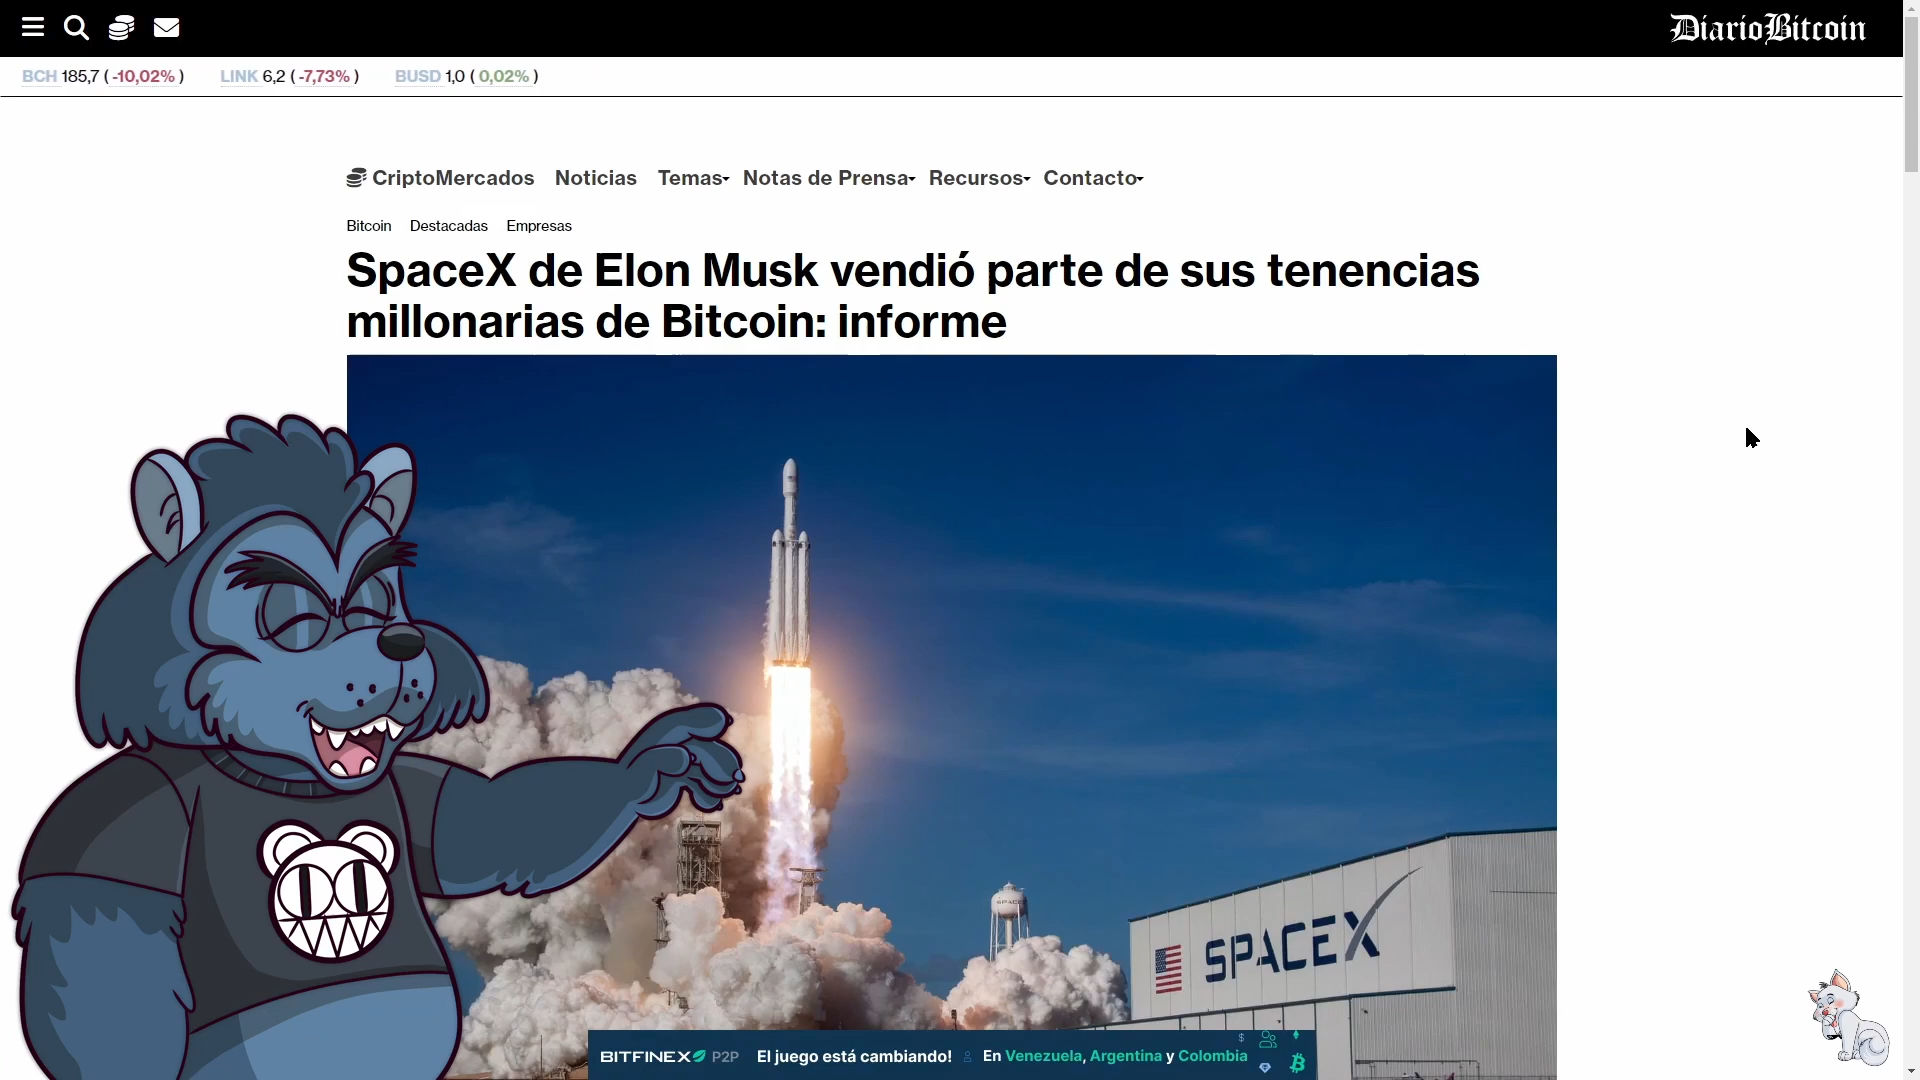 DiarioBitcoin
BCH 185,7 ( -10,02% ) LINK 6,2 ( -7,73% ) BUSD 1,0 ( 0,02% )
CriptoMercados Noticias Temas Notas de Prensa Recursos Contacto
Bitcoin Destacadas Empresas
SpaceX de Elon Musk vendió parte de sus tenencias
millonarias de Bitcoin: informe
SPACEX
SPACEX
BITFINEX P2P El juego está cambiando! En Venezuela, Argentina y Colombia